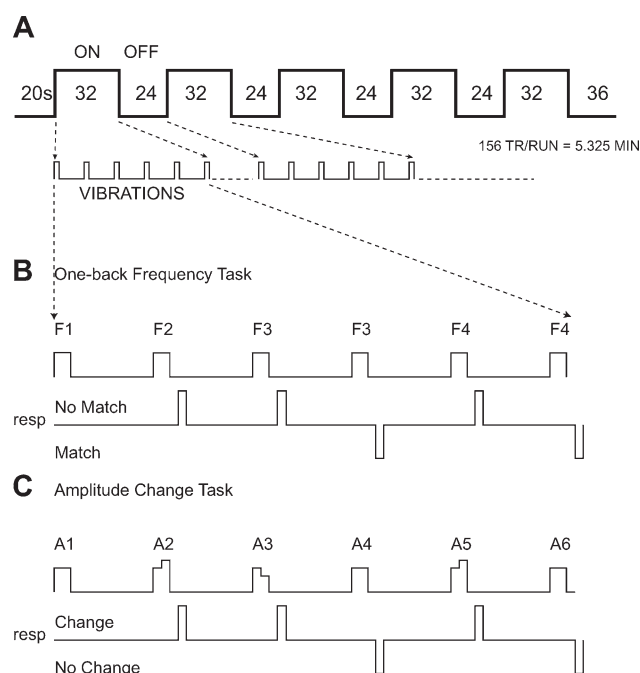 A
ON OFF
20s 32 24 32 24 32 24 32 24 32 36
156 TR/RUN = 5.325 MIN
VIBRATIONS
B One-back Frequency Task
F1 F2 F3 F3 F4 F4
No Match
resp
Match
C Amplitude Change Task
A1 A2 A3 A4 A5 A6
Change
resp
No Change